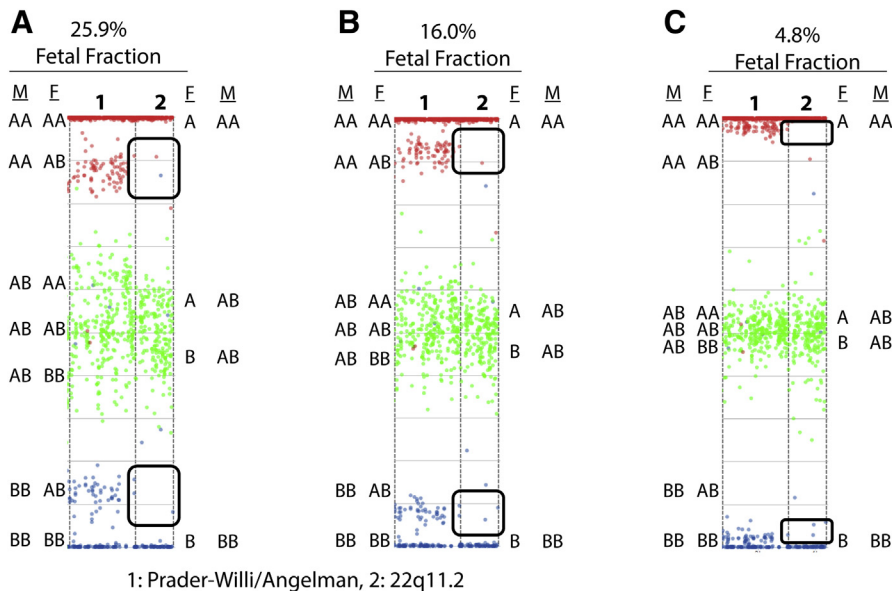 A
25.9%
Fetal Fraction
M F 1 2 F M
AA AA A AA
AA AB
AB AA
A AB
AB AB
B AB
AB BB
BB AB
BB BB B BB
B
16.0%
Fetal Fraction
M F 1 2 F M
AA AA A AA
AA AB
AB AA
A AB
AB AB
B AB
AB BB
BB AB
BB BB B BB
C
4.8%
Fetal Fraction
M F 1 2 F M
AA AA A AA
AA AB
AB AA A AB
AB AB
AB BB B AB
BB AB
BB BB B BB
1: Prader-Willi/Angelman, 2: 22q11.2